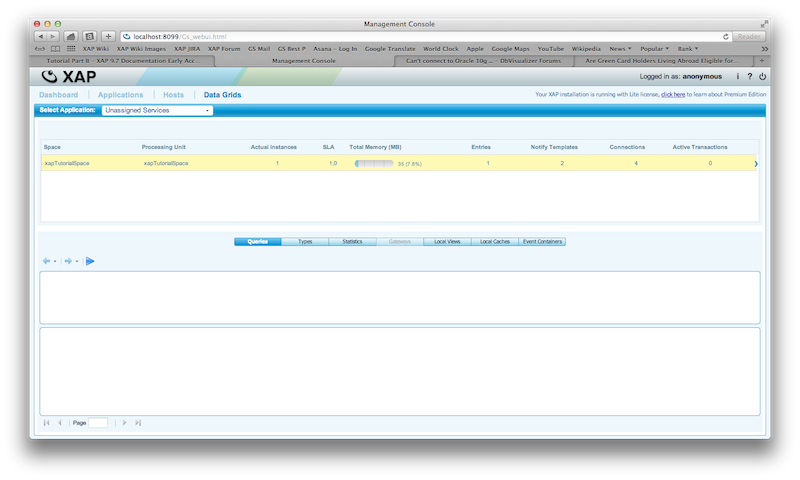 Management Console
localhost:8099/Gs_webui.html
Reader
XAP Wiki XAP Wiki Images XAP JIRA XAP Forum GS Mail GS Best P Asana – Log In Google Translate World Clock Apple Google Maps YouTube Wikipedia News Popular Bank
Tutorial Part II – XAP 9.7 Documentation Early Acc... Management Console Can't connect to Oracle 10g ... – DbVisualizer Forums Are Green Card Holders Living Abroad Eligible for...
XAP Logged in as: anonymous i ?
Dashboard Applications Hosts Data Grids Your XAP installation is running with Lite license, click here to learn about Premium Edition
Select Application: Unassigned Services
Space Processing Unit Actual Instances SLA Total Memory (MB) Entries Notify Templates Connections Active Transactions
xapTutorialSpace xapTutorialSpace 1 1,0 38 (7.8%) 1 2 4 0
Queries Types Statistics Gateways Local Views Local Caches Event Containers
Page